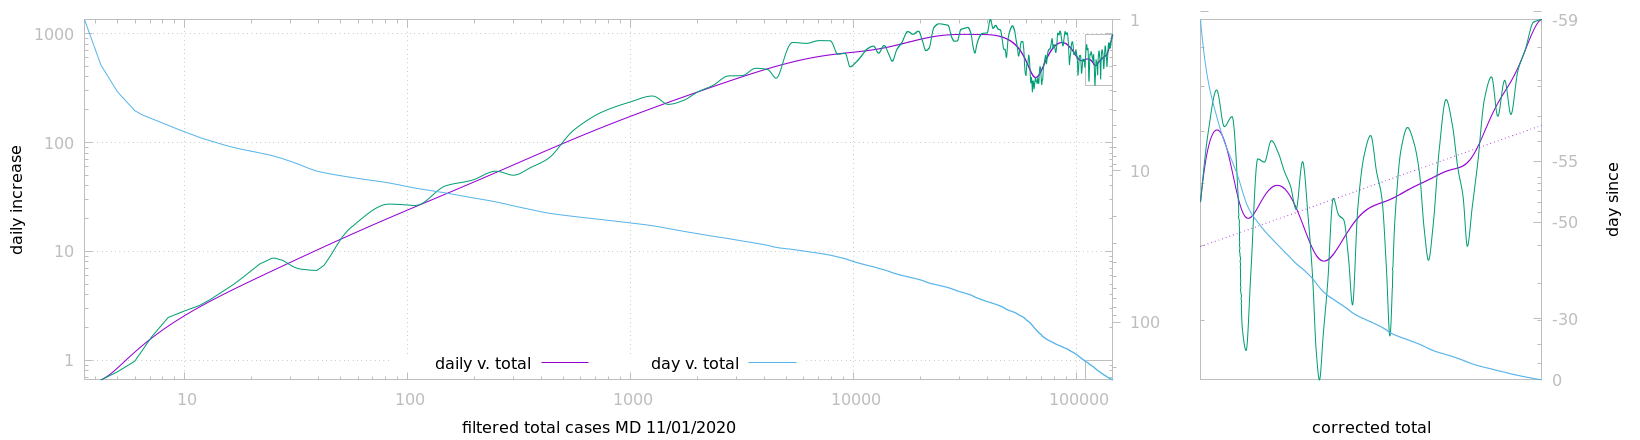 daily increase
1000
100
10
1
10
100
1000
10000
100000
filtered total cases MD 11/01/2020
daily v. total
day v. total
1
10
100
-59
-55
-50
-30
0
day since
corrected total